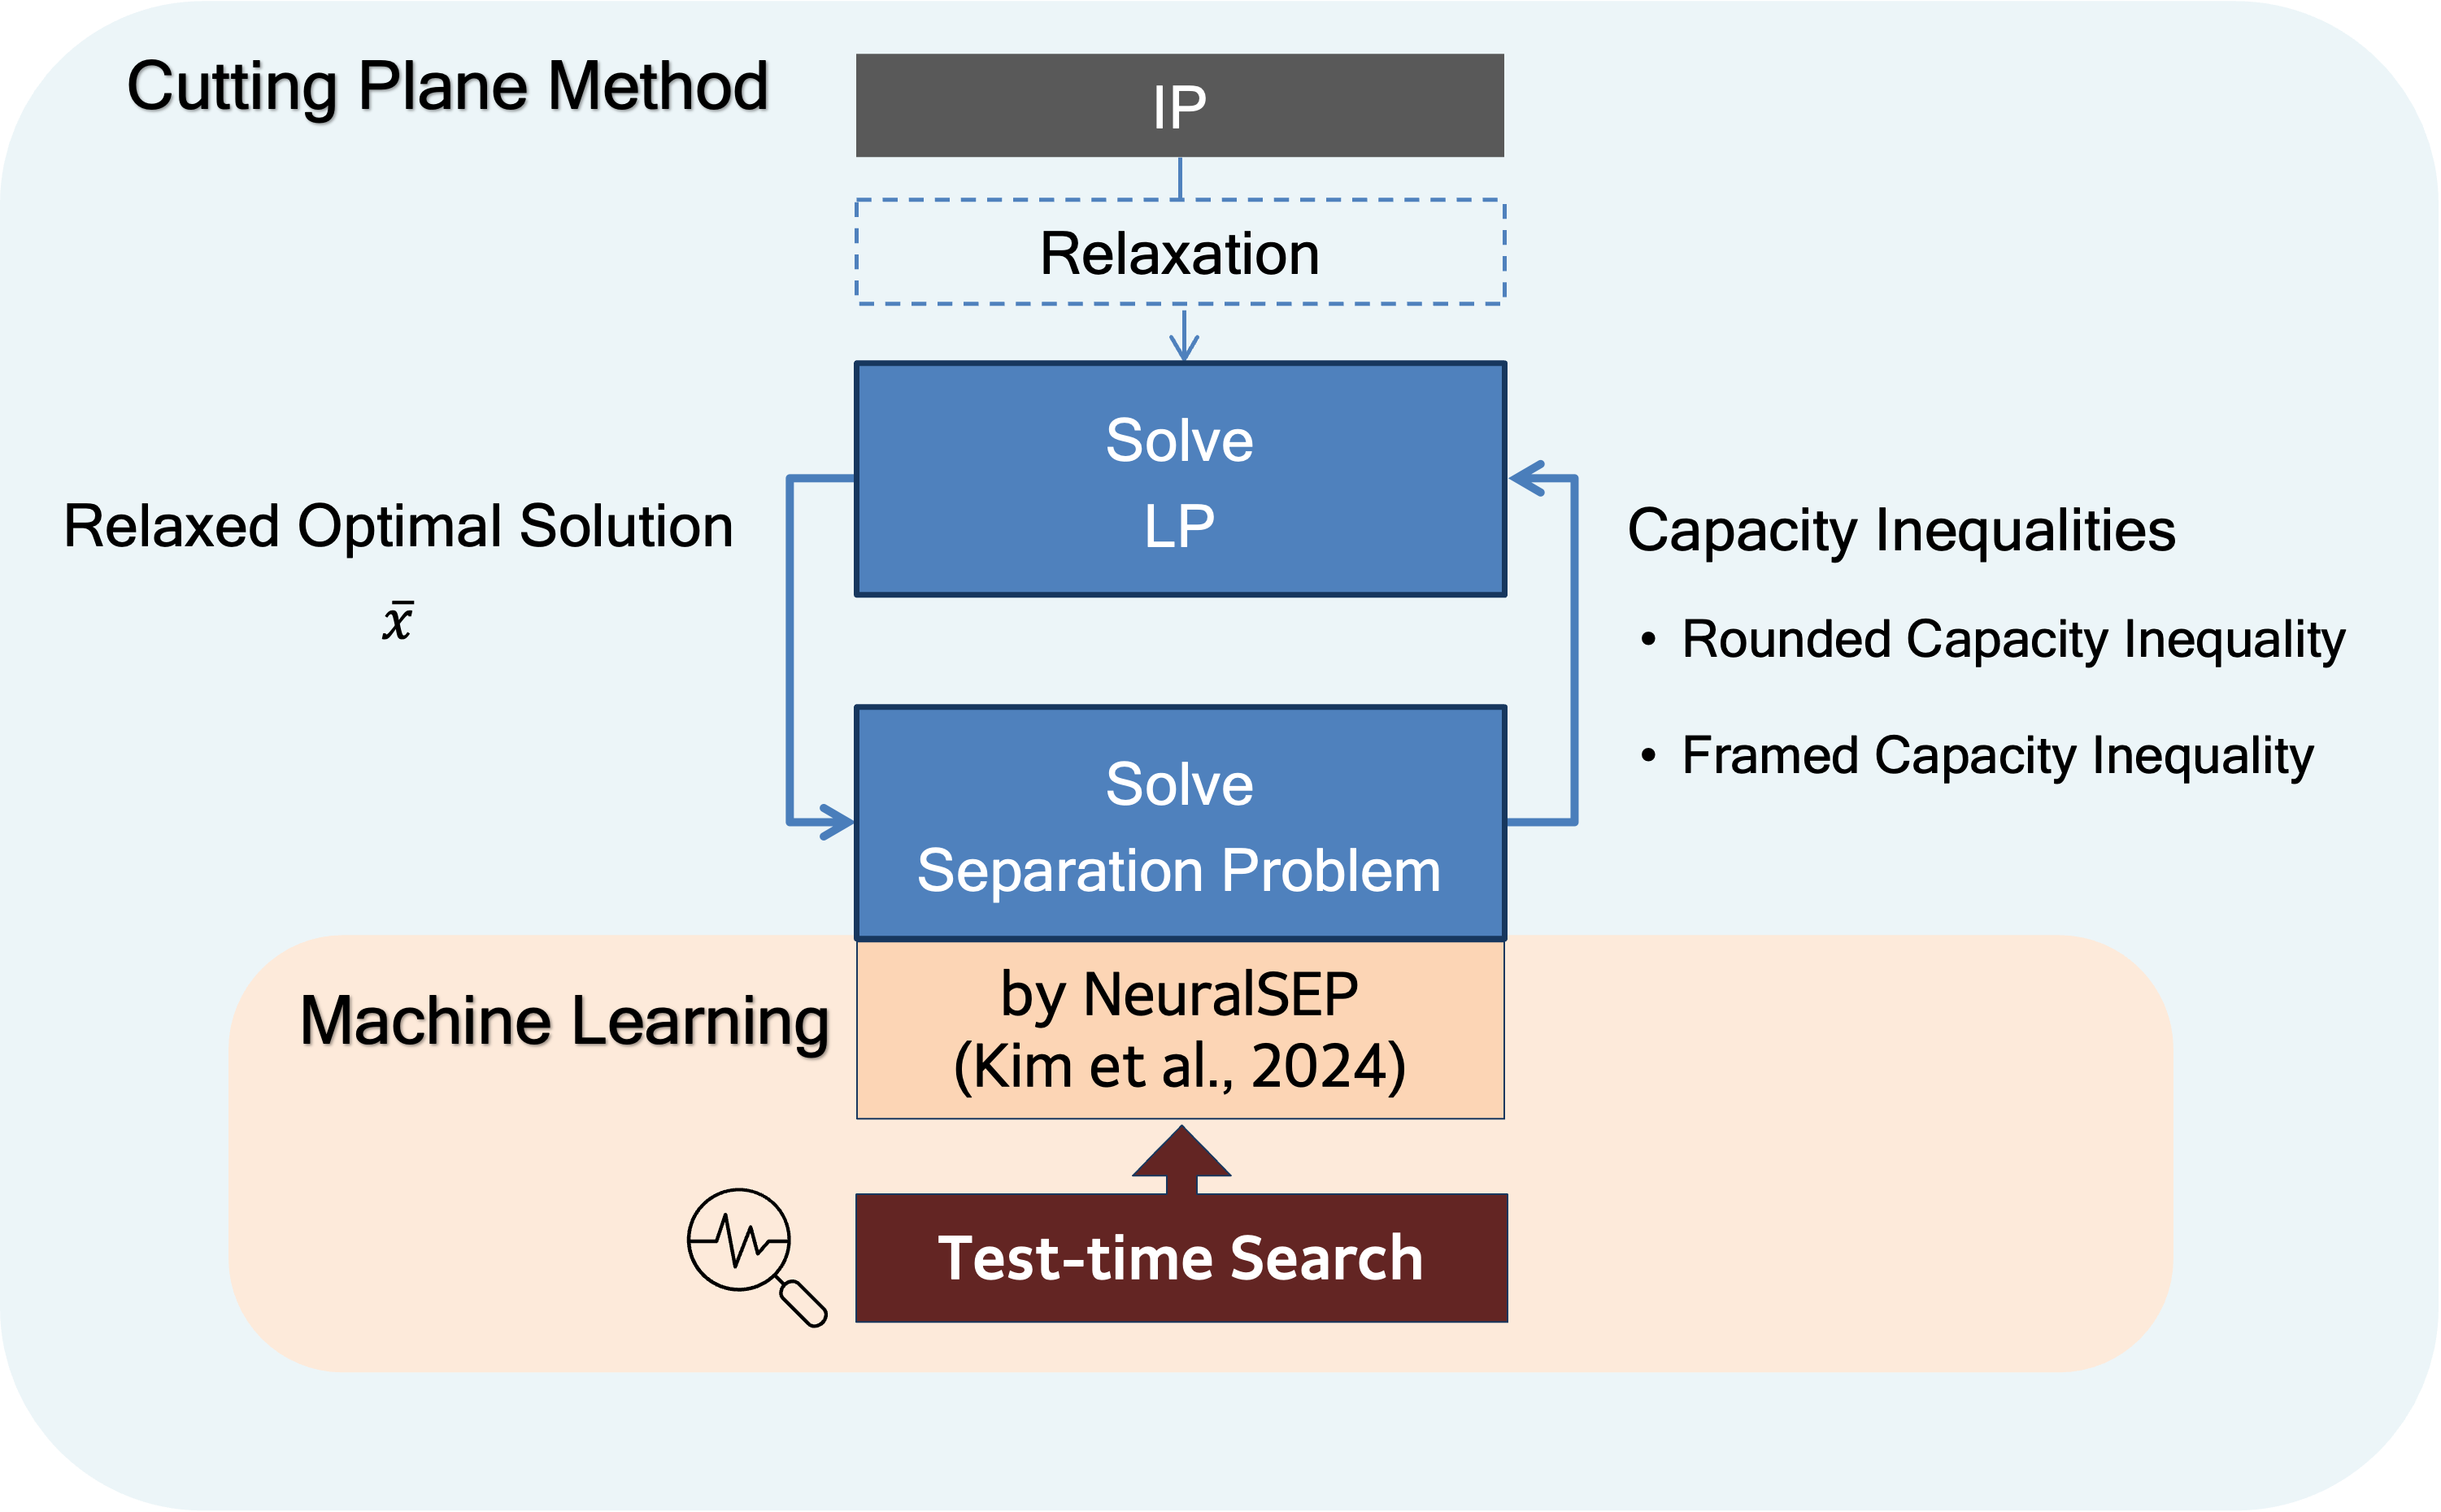 Cutting Plane Method
IP
Relaxation
Solve
LP
Relaxed Optimal Solution
x̄
Capacity Inequalities
• Rounded Capacity Inequality
• Framed Capacity Inequality
Solve
Separation Problem
Machine Learning
by NeuralSEP
(Kim et al., 2024)
Test-time Search